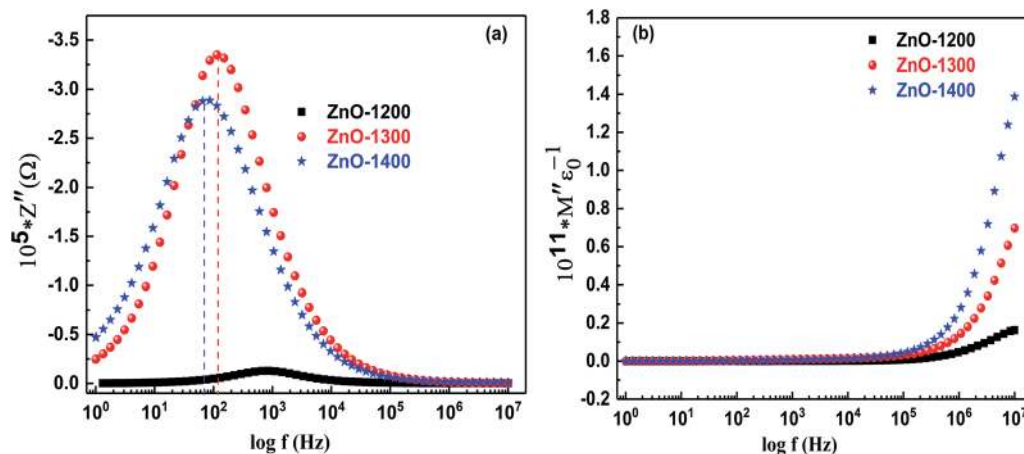 (a)
-3.5
-3.0
-2.5
-2.0
-1.5
-1.0
-0.5
0.0
10⁵*Z″(Ω)
ZnO-1200
ZnO-1300
ZnO-1400
10⁰ 10¹ 10² 10³ 10⁴ 10⁵ 10⁶ 10⁷
log f (Hz)
(b)
1.8
1.6
1.4
1.2
1.0
0.8
0.6
0.4
0.2
0.0
-0.2
10¹¹*M″ε₀⁻¹
ZnO-1200
ZnO-1300
ZnO-1400
10⁰ 10¹ 10² 10³ 10⁴ 10⁵ 10⁶ 10⁷
log f (Hz)